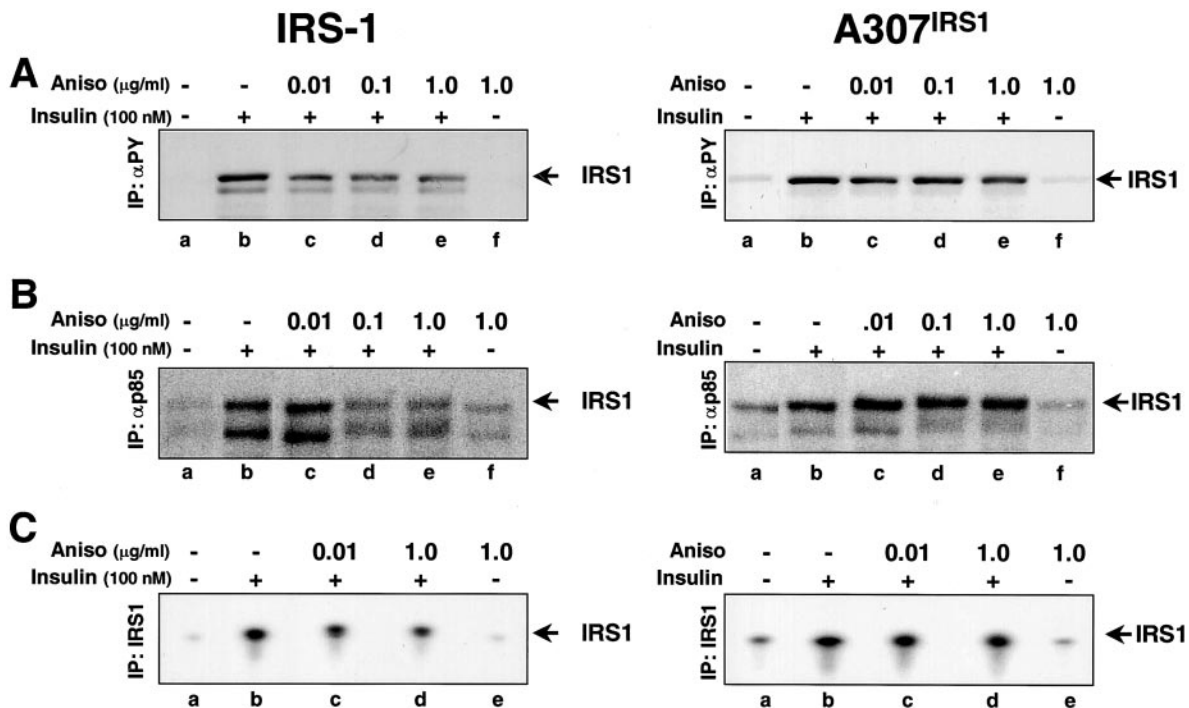 IRS-1
A307IRS1
A
Aniso (µg/ml) - - 0.01 0.1 1.0 1.0
Insulin (100 nM) - + + + + -
IP: αPY
IRS1
a b c d e f
Aniso - - 0.01 0.1 1.0 1.0
Insulin - + + + + -
IP: αPY
IRS1
a b c d e f
B
Aniso (µg/ml) - - 0.01 0.1 1.0 1.0
Insulin (100 nM) - + + + + -
IP: αp85
IRS1
a b c d e f
Aniso - - .01 0.1 1.0 1.0
Insulin - + + + + -
IP: αp85
IRS1
a b c d e f
C
Aniso (µg/ml) - - 0.01 1.0 1.0
Insulin (100 nM) - + + + -
IP: IRS1
IRS1
a b c d e
Aniso - - 0.01 1.0 1.0
Insulin - + + + -
IP: IRS1
IRS1
a b c d e